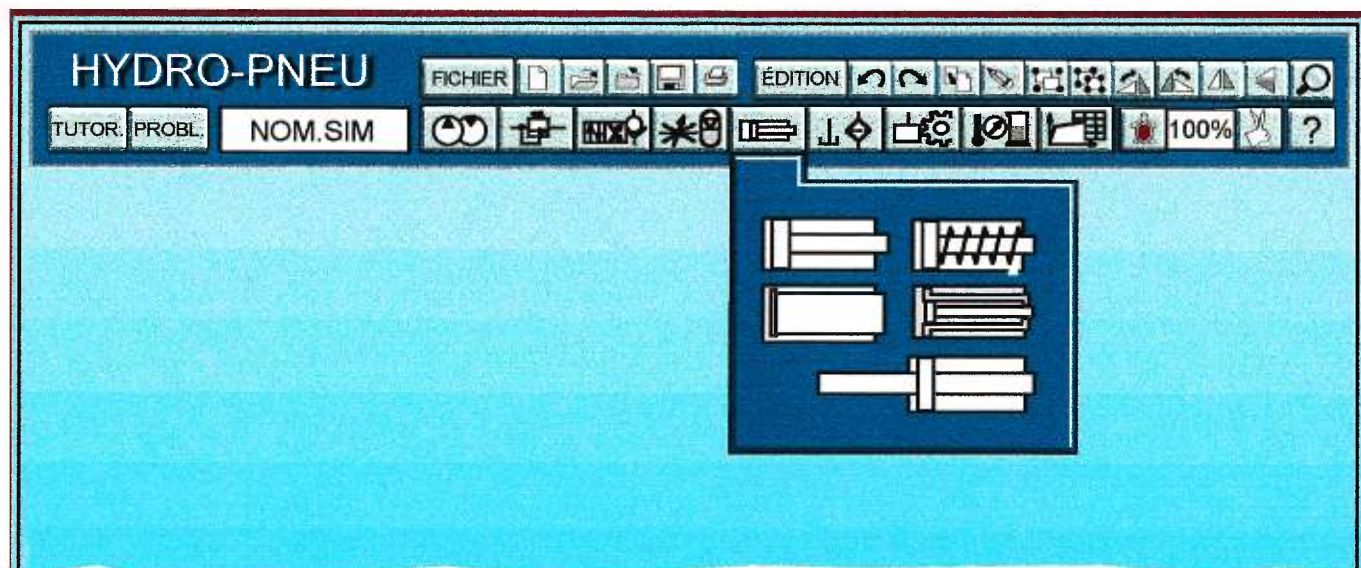 HYDRO-PNEU FICHIER ÉDITION
TUTOR. PROBL. NOM.SIM 100% ?